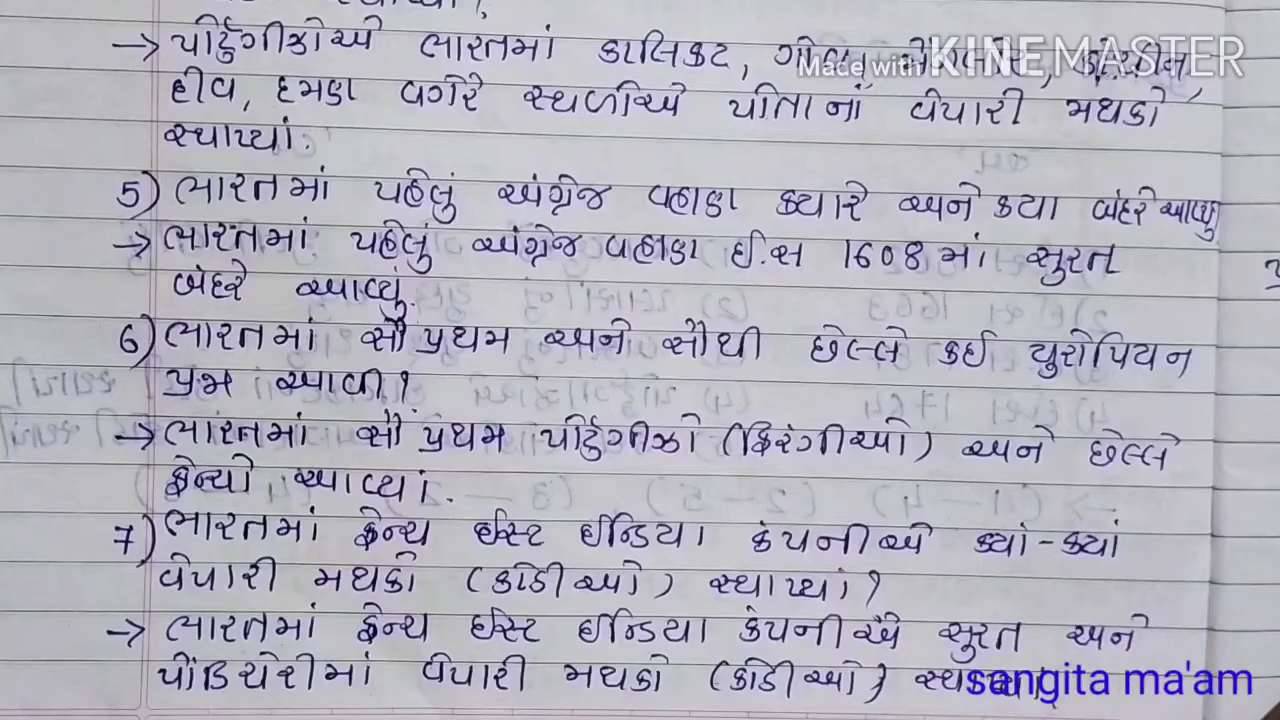 સ્થાપ્યા?
→ પોર્ટુગીઝોએ ભારતમાં કાલિકટ, ગોવા, કોચીન,
Made with KINEMASTER
દીવ, દમણ વગેરે સ્થળોએ પોતાનાં વેપારી મથકો
સ્થાપ્યાં.
5) ભારતમાં પહેલું અંગ્રેજ વહાણ ક્યારે અને કયા બંદરે આવ્યું
→ ભારતમાં પહેલું અંગ્રેજ વહાણ ઈ.સ 1608માં સુરત
બંદરે આવ્યું.
6) ભારતમાં સૌપ્રથમ અને સૌથી છેલ્લે કઈ યુરોપિયન
પ્રજા આવી?
→ ભારતમાં સૌપ્રથમ પોર્ટુગીઝો (ફિરંગીઓ) અને છેલ્લે
ફ્રેન્ચો આવ્યાં.
7) ભારતમાં ફ્રેન્ચ ઈસ્ટ ઈન્ડિયા કંપનીએ ક્યાં-ક્યાં
વેપારી મથકો (કોઠીઓ) સ્થાપ્યાં?
→ ભારતમાં ફ્રેન્ચ ઈસ્ટ ઈન્ડિયા કંપનીએ સુરત અને
પોંડિચેરીમાં વેપારી મથકો (કોઠીઓ)
sangita ma'am